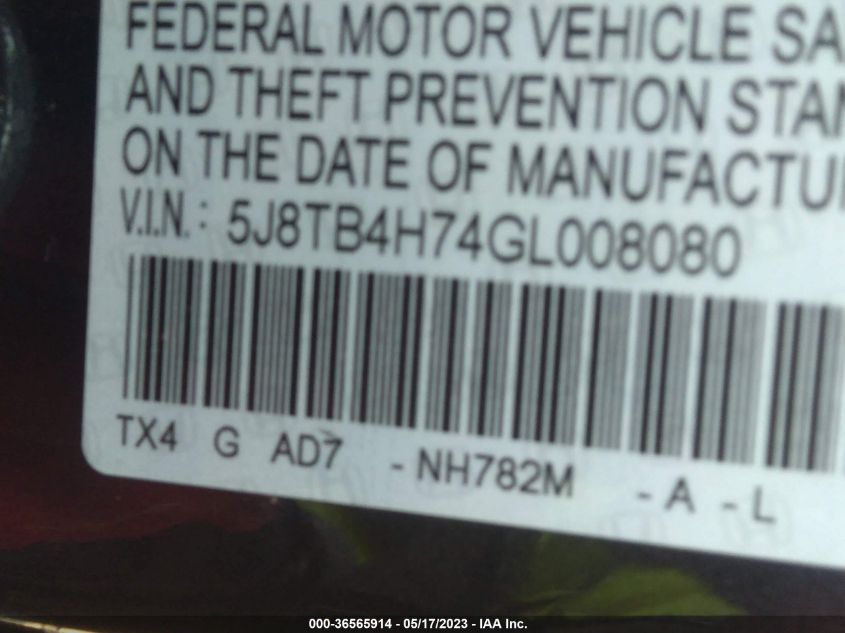 FEDERAL MOTOR VEHICLE SA
AND THEFT PREVENTION STAN
ON THE DATE OF MANUFACTU
V.I.N.: 5J8TB4H74GL008080
TX4 G AD7 - NH782M - A - L
000-36565914 - 05/17/2023 - IAA Inc.